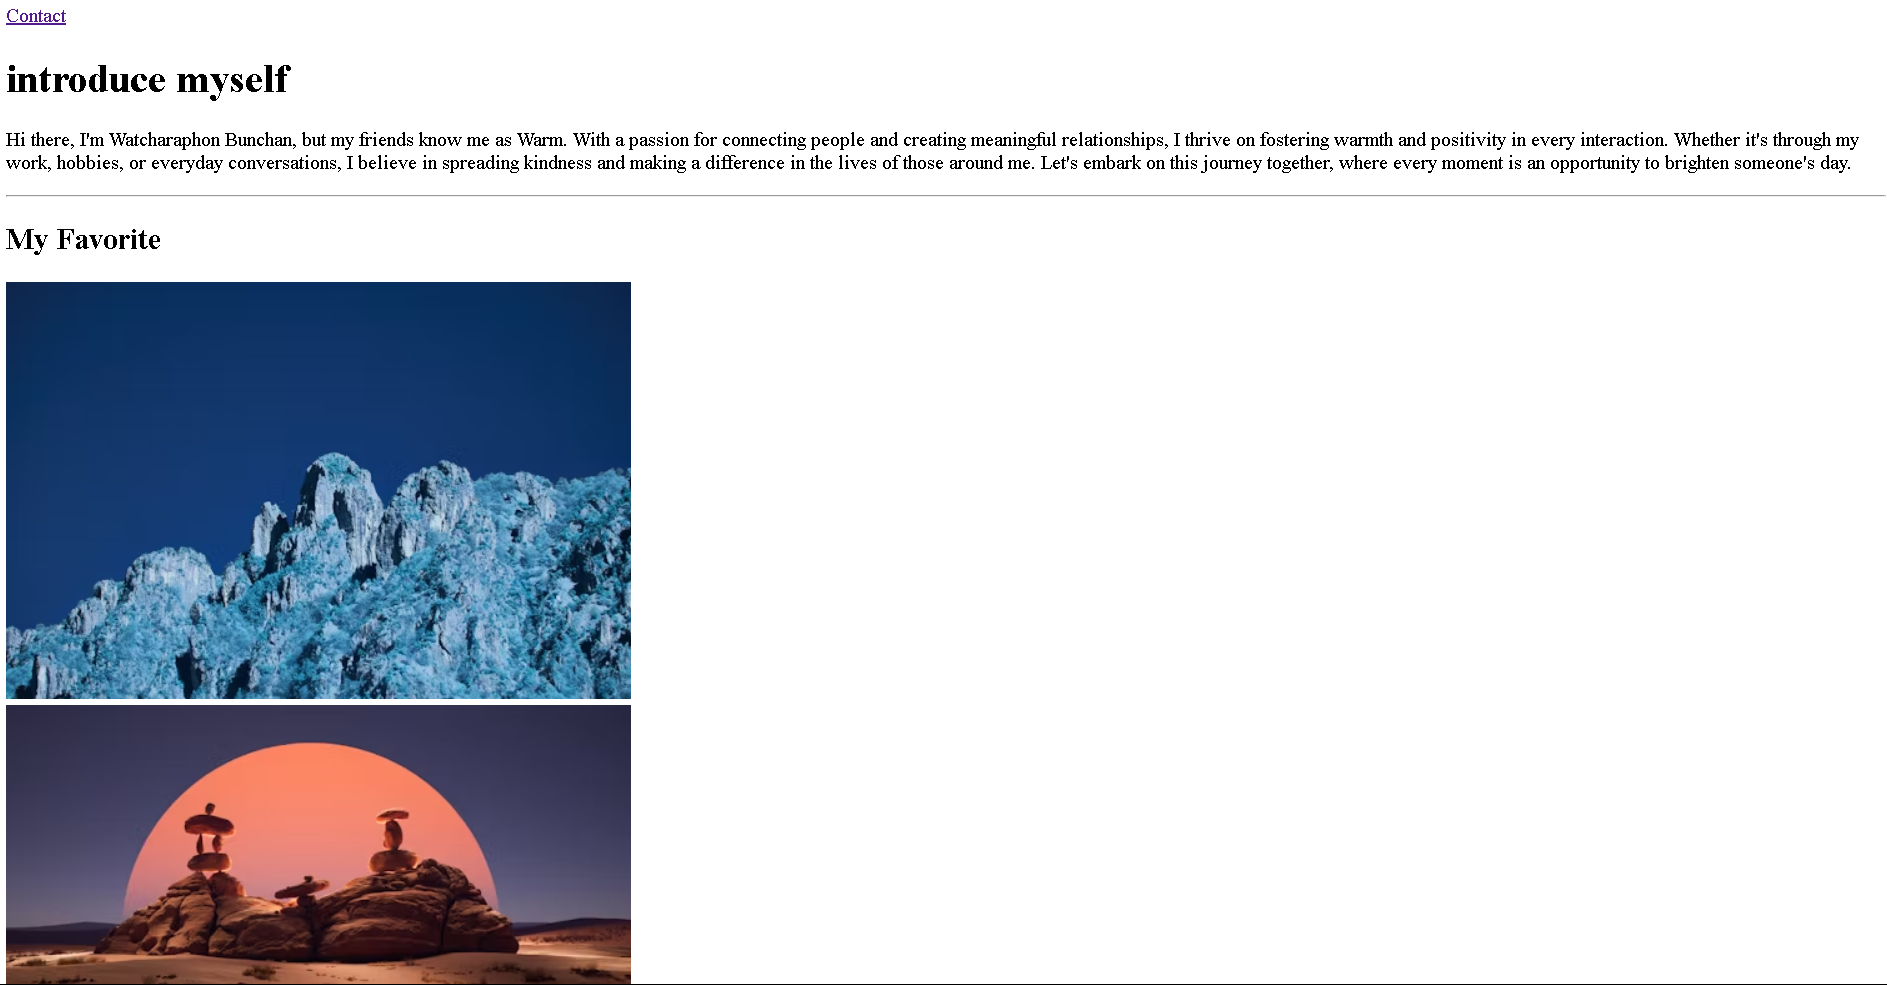 Contact
introduce myself
Hi there, I'm Watcharaphon Bunchan, but my friends know me as Warm. With a passion for connecting people and creating meaningful relationships, I thrive on fostering warmth and positivity in every interaction. Whether it's through my
work, hobbies, or everyday conversations, I believe in spreading kindness and making a difference in the lives of those around me. Let's embark on this journey together, where every moment is an opportunity to brighten someone's day.
My Favorite